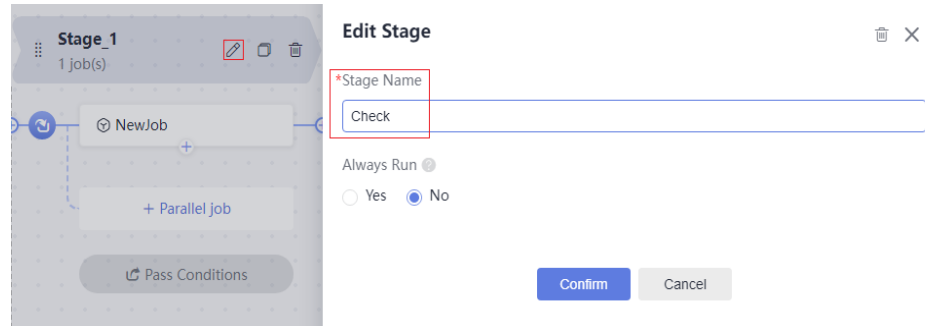 Stage_1
1 job(s)
NewJob
+ Parallel job
Pass Conditions
Edit Stage
*Stage Name
Check
Always Run
Yes No
Confirm Cancel